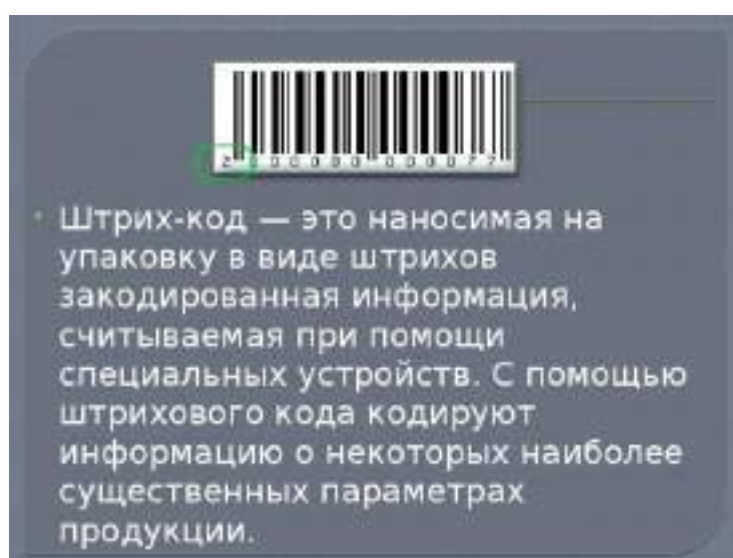 Штрих-код — это наносимая на
упаковку в виде штрихов
закодированная информация,
считываемая при помощи
специальных устройств. С помощью
штрихового кода кодируют
информацию о некоторых наиболее
существенных параметрах
продукции.